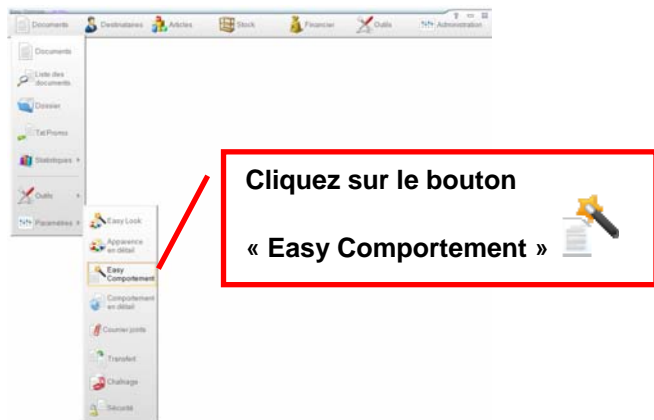 Documents Destinataires Articles Stock Financier Outils Administration
Documents
Liste des
documents
Dossier
Tat Promo
Statistiques
Outils
Paramètres
Easy Look
Apparence
en détail
Easy
Comportement
Comportement
en détail
Courrier joints
Transfert
Chaînage
Sécurité
Cliquez sur le bouton
« Easy Comportement »